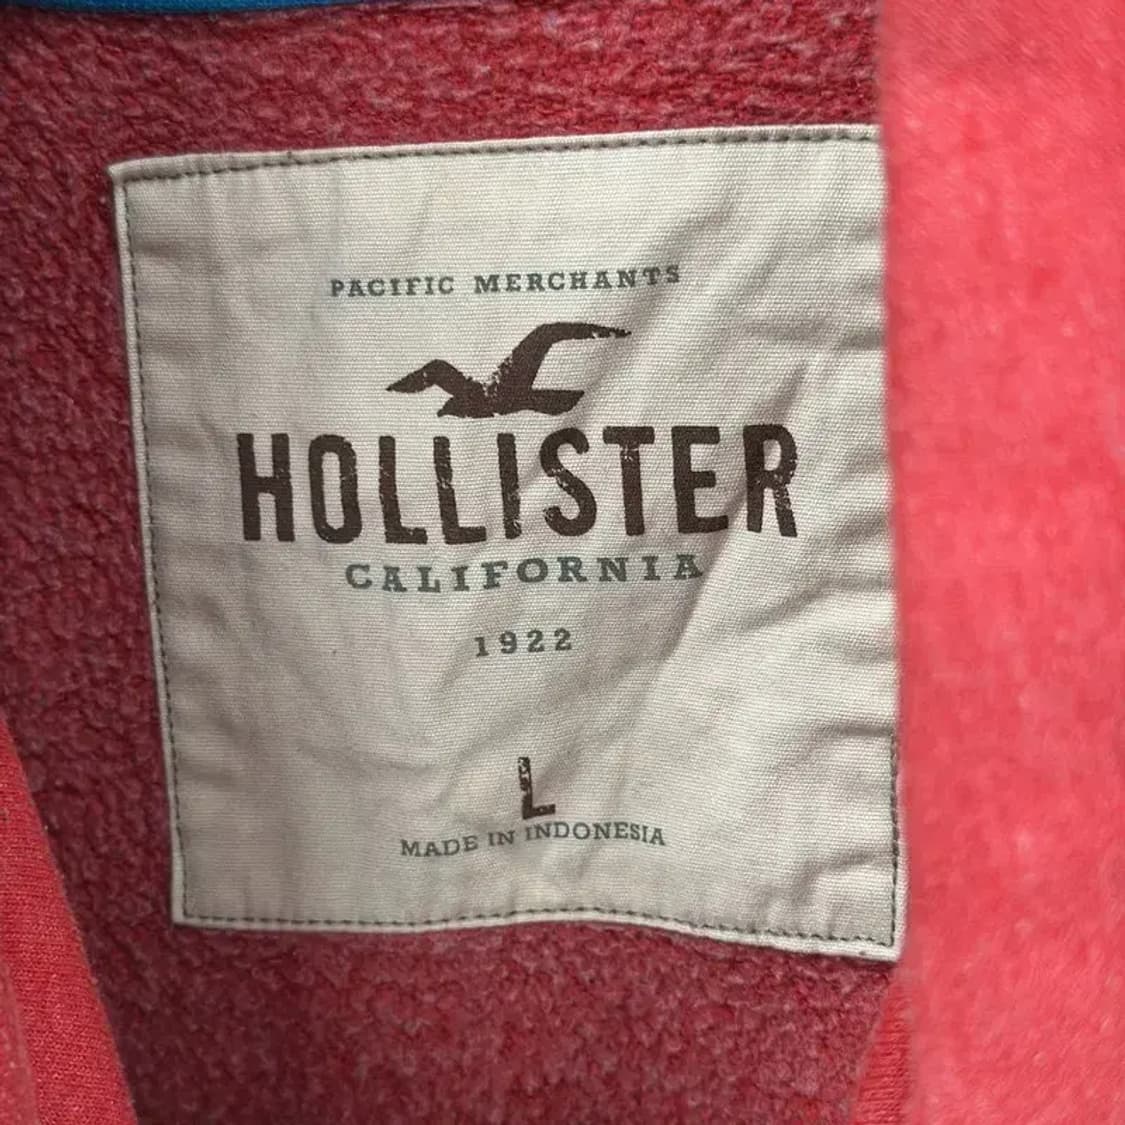 PACIFIC MERCHANTS
HOLLISTER
CALIFORNIA
1922
L
MADE IN INDONESIA